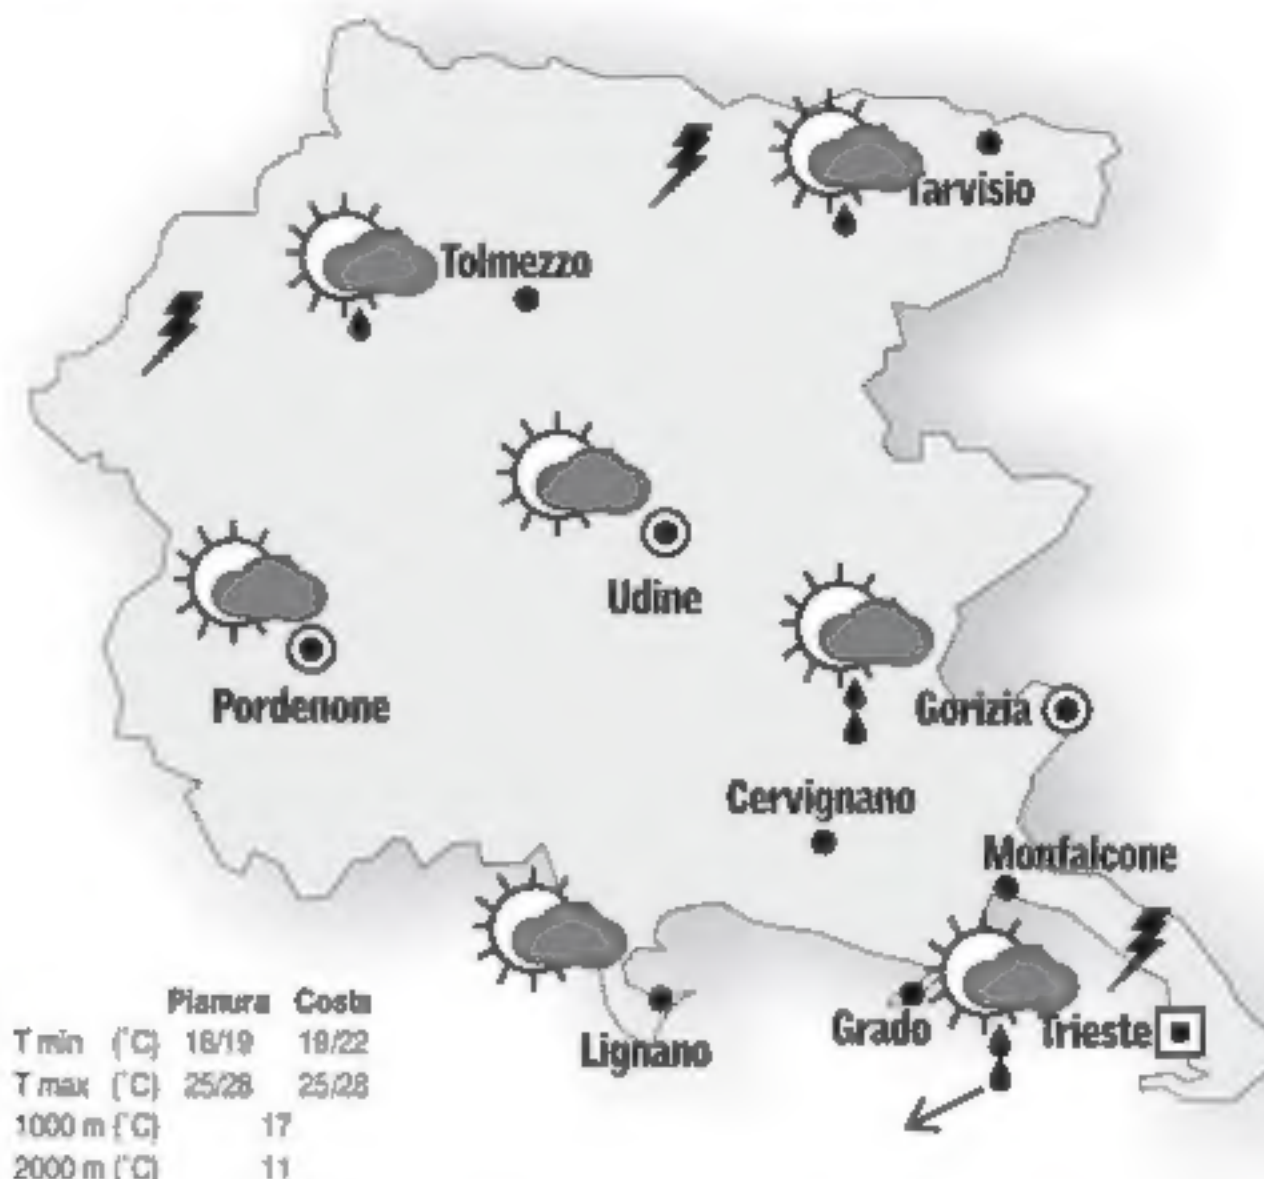 Tarvisio
Tolmezzo
Udine
Pordenone
Gorizia
Cervignano
Monfalcone
Grado
Trieste
Lignano
Pianura Costa
T min (°C) 18/19 19/22
T max (°C) 25/28 25/28
1000 m (°C) 17
2000 m (°C) 11